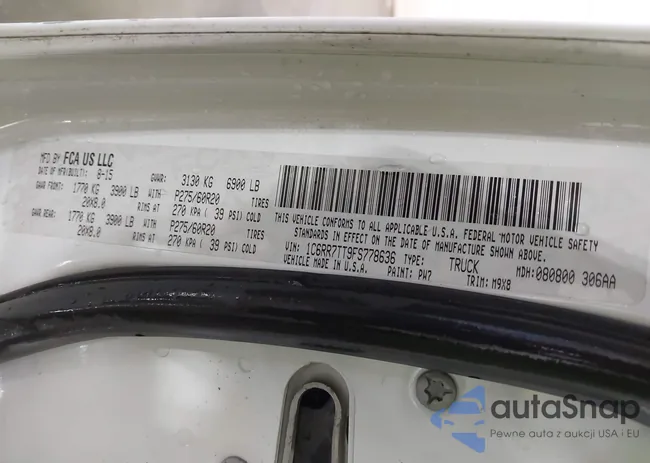 MFD BY FCA US LLC
DATE OF MFR(BUILT): 8-15 GVWR: 3130 KG 6900 LB
GAWR FRONT: 1770 KG 3900 LB WITH P275/60R20 TIRES
20X8.0 RIMS AT 270 KPA ( 39 PSI) COLD
GAWR REAR: 1770 KG 3900 LB WITH P275/60R20 TIRES
20X8.0 RIMS AT 270 KPA ( 39 PSI) COLD
THIS VEHICLE CONFORMS TO ALL APPLICABLE U.S.A. FEDERAL MOTOR VEHICLE SAFETY
STANDARDS IN EFFECT ON THE DATE OF MANUFACTURE SHOWN ABOVE.
VIN: 1C6RR7TT9FS778636 TYPE: TRUCK MDH: 080800 306AA
VEHICLE MADE IN U.S.A. PAINT: PW7 TRIM: M9X8
autaSnap
Pewne auta z aukcji USA i EU